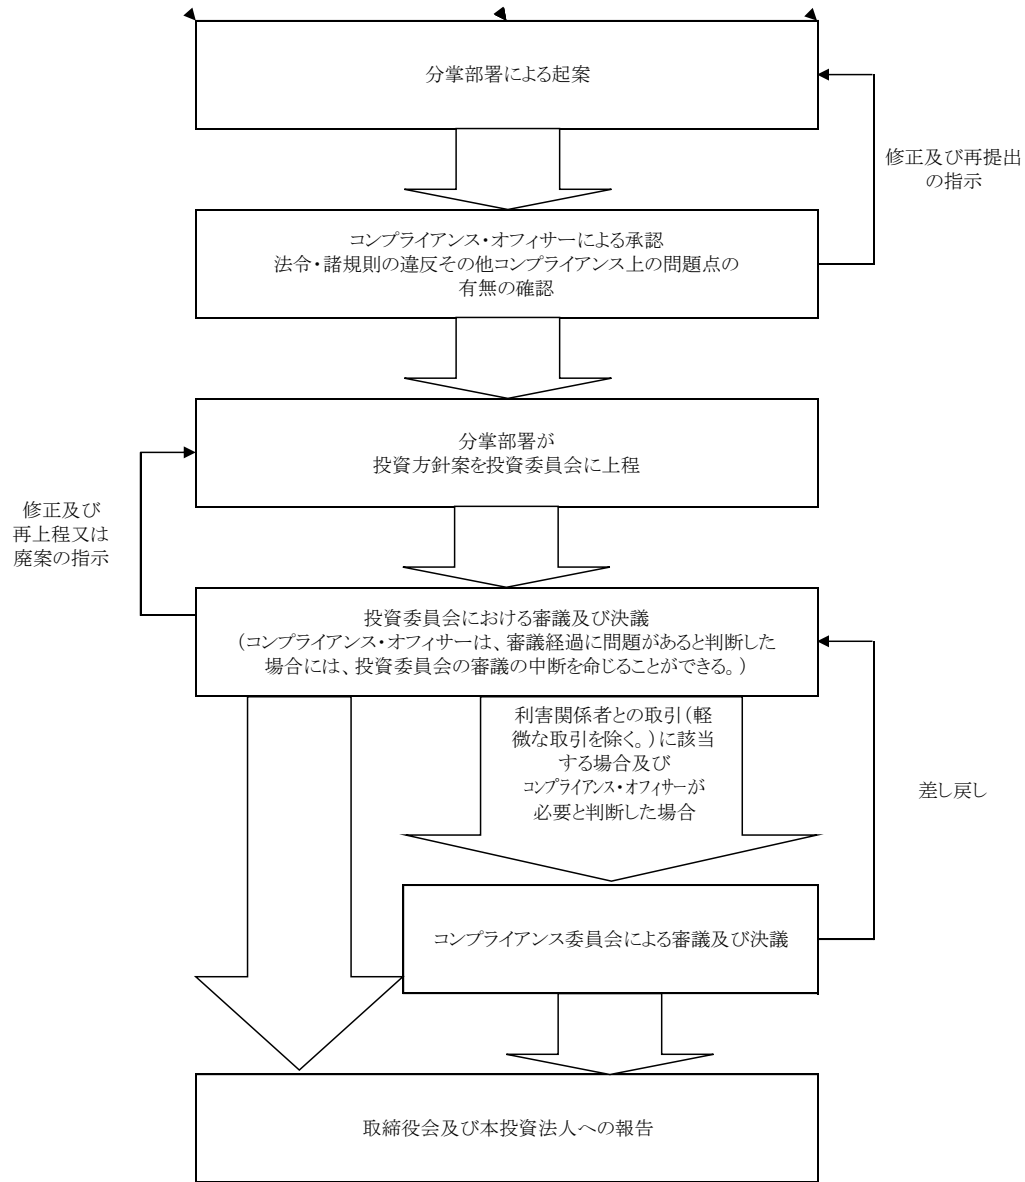 分掌部署による起案
修正及び再提出
の指示
コンプライアンス・オフィサーによる承認
法令・諸規則の違反その他コンプライアンス上の問題点の
有無の確認
分掌部署が
投資方針案を投資委員会に上程
修正及び
再上程又は
廃案の指示
投資委員会における審議及び決議
(コンプライアンス・オフィサーは、審議経過に問題があると判断した
場合には、投資委員会の審議の中断を命じることができる。)
利害関係者との取引(軽
微な取引を除く。)に該当
する場合及び
コンプライアンス・オフィサーが
必要と判断した場合
差し戻し
コンプライアンス委員会による審議及び決議
取締役会及び本投資法人への報告